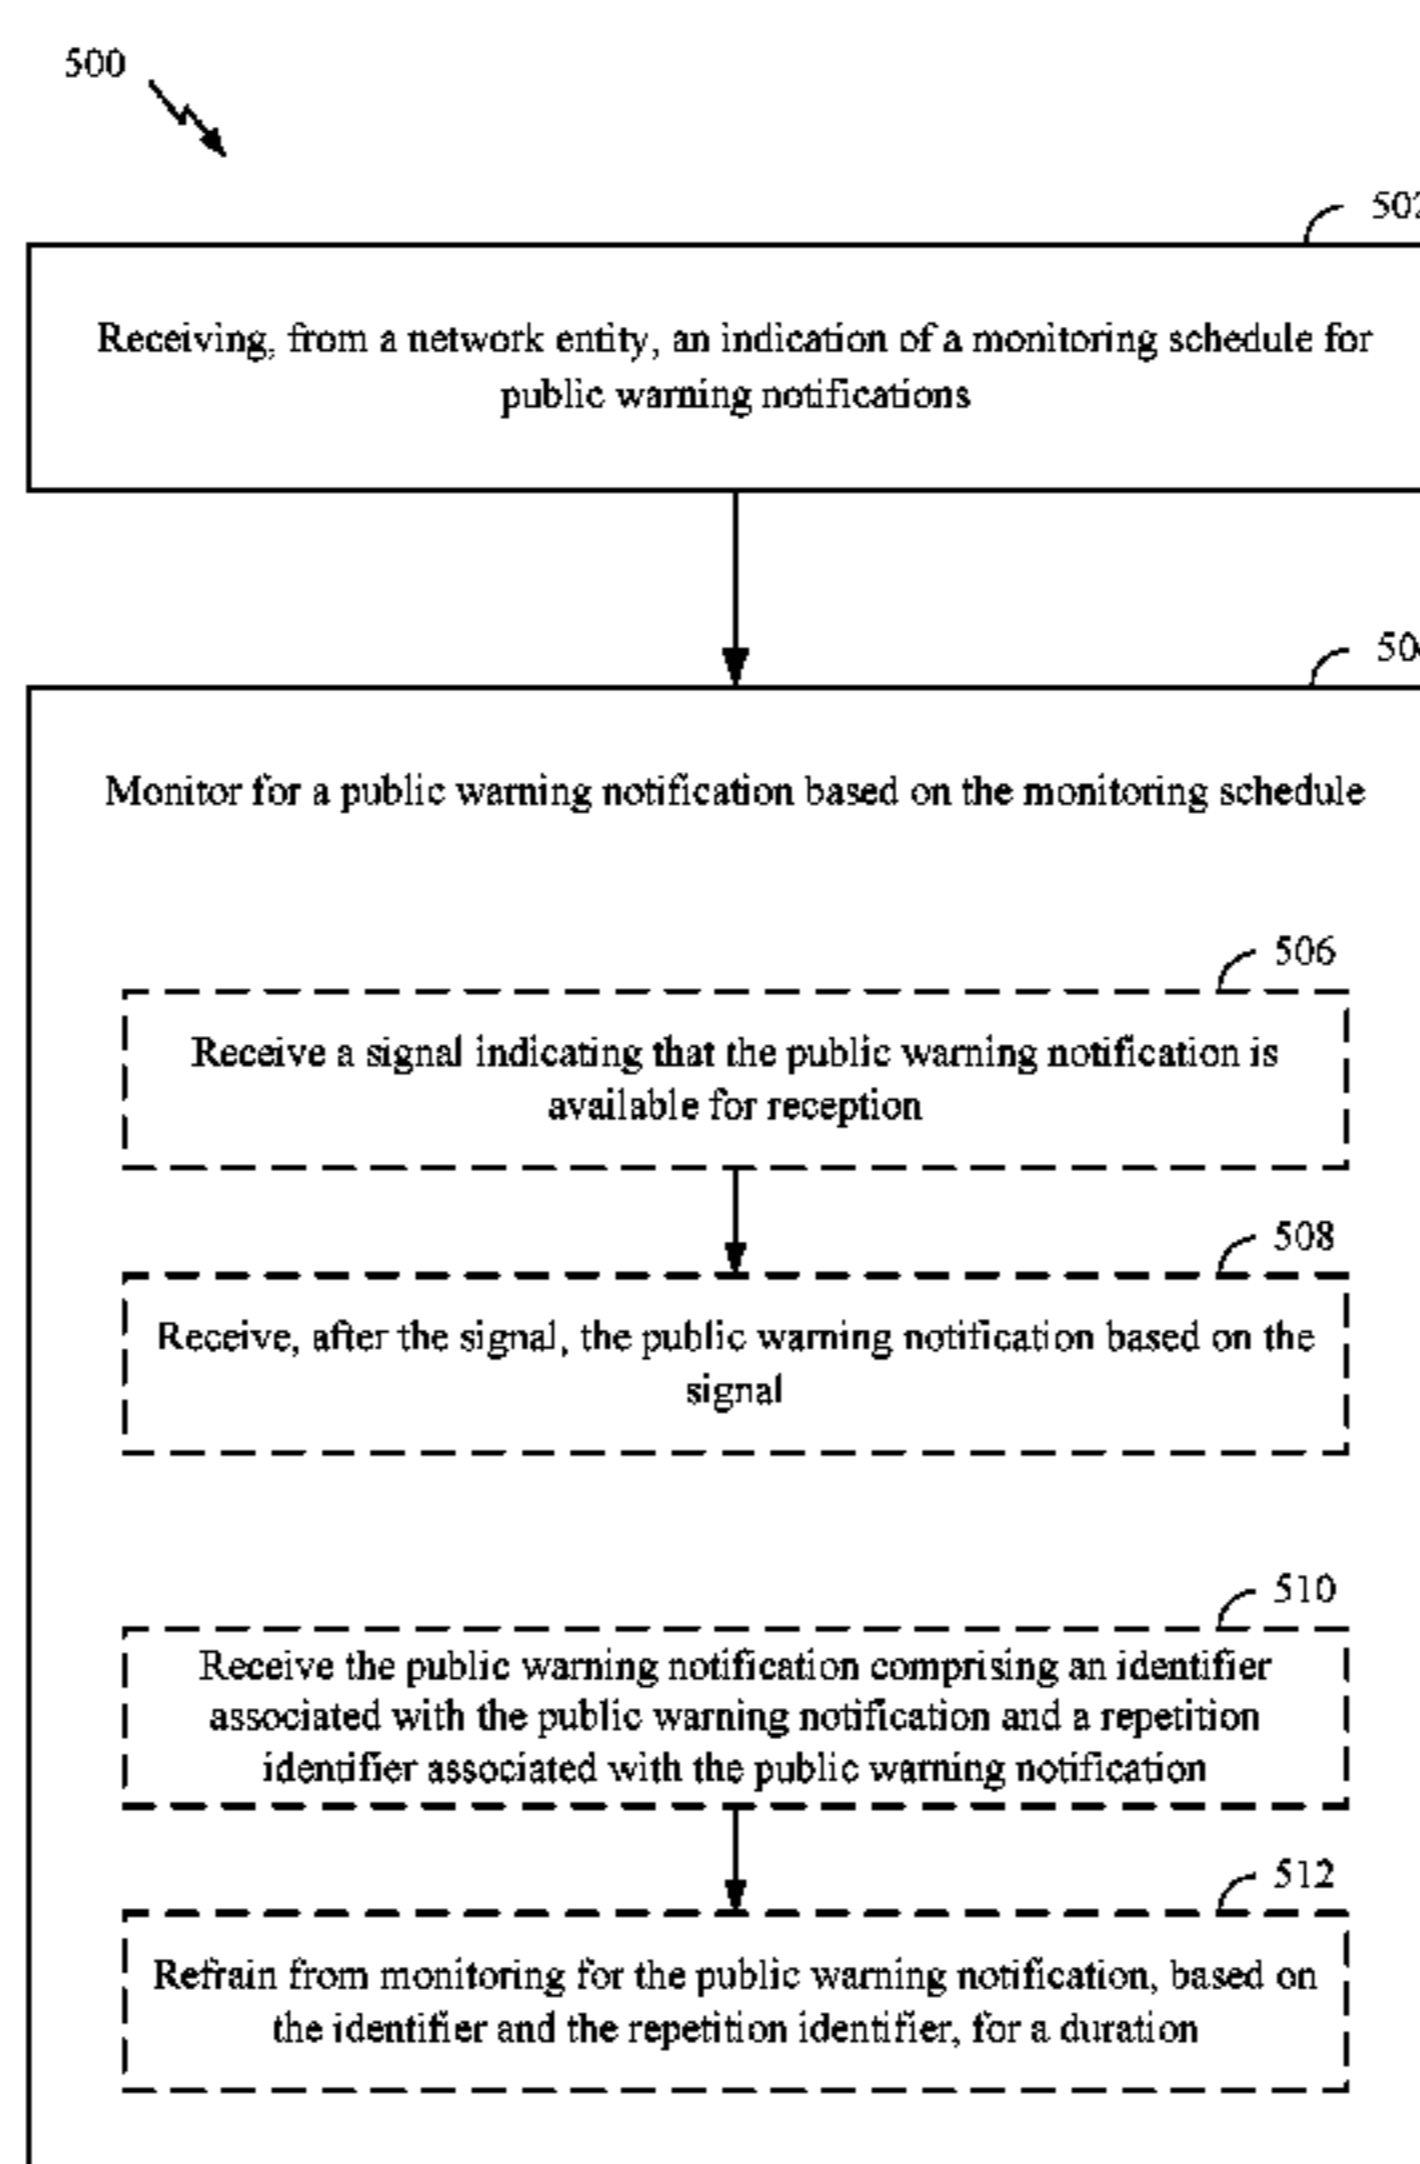 500
502
Receiving, from a network entity, an indication of a monitoring schedule for
public warning notifications
Monitor for a public warning notification based on the monitoring schedule
506
Receive a signal indicating that the public warning notification is
available for reception
508
Receive, after the signal, the public warning notification based on the
signal
510
Receive the public warning notification comprising an identifier
associated with the public warning notification and a repetition
identifier associated with the public warning notification
512
Refrain from monitoring for the public warning notification, based on
the identifier and the repetition identifier, for a duration